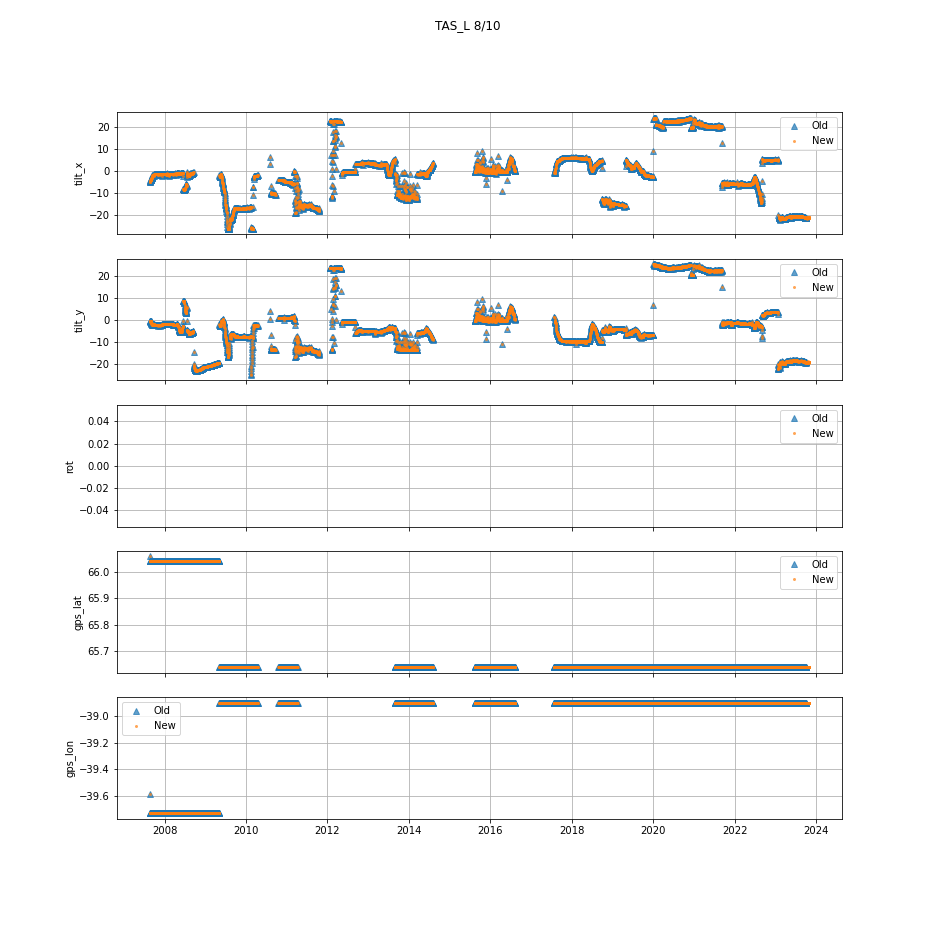 TAS_L 8/10
20
10
0
−10
−20
tilt_x
Old
New
20
10
0
−10
−20
tilt_y
Old
New
0.04
0.02
0.00
−0.02
−0.04
rot
Old
New
66.0
65.9
65.8
65.7
gps_lat
Old
New
−39.0
−39.2
−39.4
−39.6
gps_lon
Old
New
2008 2010 2012 2014 2016 2018 2020 2022 2024